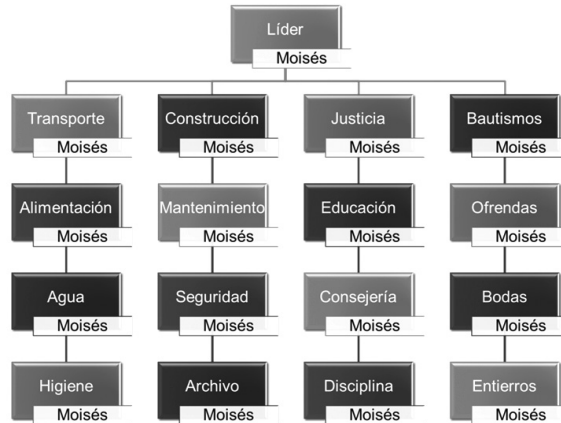 Líder
Moisés
Transporte
Moisés
Construcción
Moisés
Justicia
Moisés
Bautismos
Moisés
Alimentación
Moisés
Mantenimiento
Moisés
Educación
Moisés
Ofrendas
Moisés
Agua
Moisés
Seguridad
Moisés
Consejería
Moisés
Bodas
Moisés
Higiene
Moisés
Archivo
Moisés
Disciplina
Moisés
Entierros
Moisés